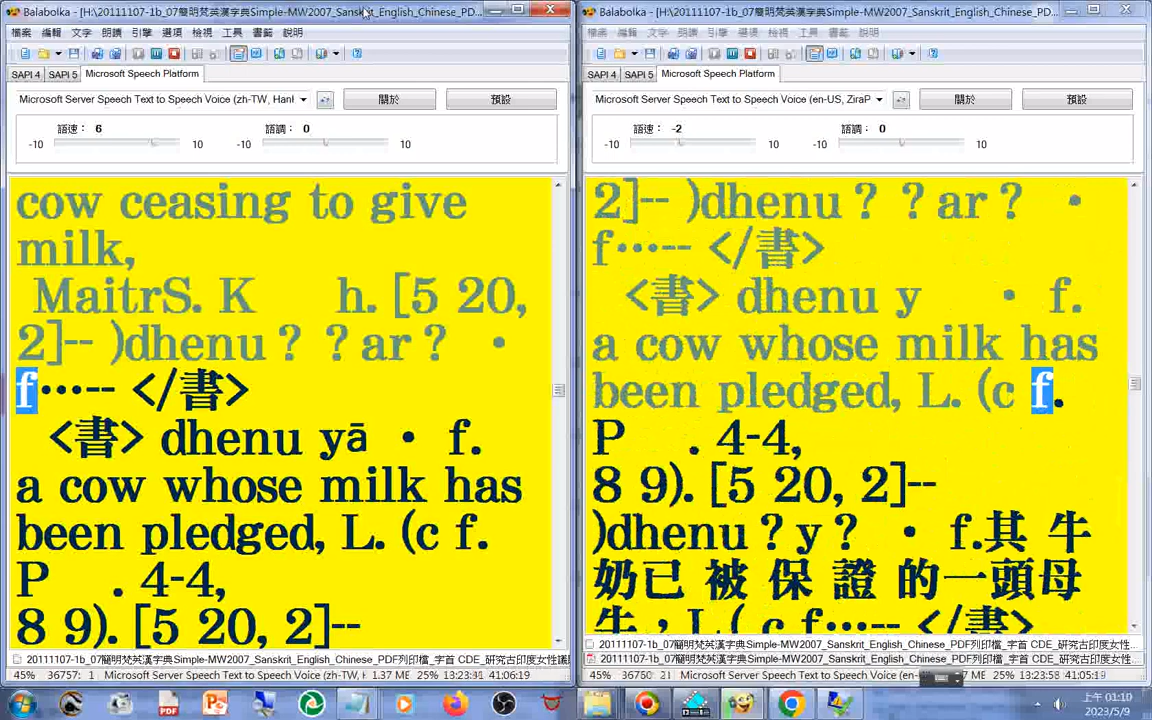 Balabolka - [H:\20111107-1b_07簡明梵英漢字典Simple-MW2007_Sanskrit_English_Chinese_PD...
檔案 編輯 文字 朗讀 引擎 選項 檢視 工具 書籤 說明
SAPI 4 SAPI 5 Microsoft Speech Platform
Microsoft Server Speech Text to Speech Voice (zh-TW, Hanl
關於 預設
語速： 6 語調： 0
-10 10 -10 10
cow ceasing to give
milk,
MaitrS. K h. [5 20,
2]-- )dhenu？？ar？ •
f…-- </書>
<書> dhenu yā • f.
a cow whose milk has
been pledged, L. (c f.
P . 4-4,
8 9). [5 20, 2]--
20111107-1b_07簡明梵英漢字典Simple-MW2007_Sanskrit_English_Chinese_PDF列印檔_字首 CDE_研究古印度女性議
45% 36757: 1 Microsoft Server Speech Text to Speech Voice (zh-TW, 1.37 ME 25% 13:23:31 41:06:19
Balabolka - [H:\20111107-1b_07簡明梵英漢字典Simple-MW2007_Sanskrit_English_Chinese_PD...
檔案 編輯 文字 朗讀 引擎 選項 檢視 工具 書籤 說明
SAPI 4 SAPI 5 Microsoft Speech Platform
Microsoft Server Speech Text to Speech Voice (en-US, ZiraP
關於 預設
語速： -2 語調： 0
-10 10 -10 10
2]-- )dhenu？？ar？ •
f…-- </書>
<書> dhenu y • f.
a cow whose milk has
been pledged, L. (c f.
P . 4-4,
8 9). [5 20, 2]--
)dhenu？y？ • f.其 牛
奶已 被 保 證 的一頭母
牛，L( c f…-- </書>
20111107-1b_07簡明梵英漢字典Simple-MW2007_Sanskrit_English_Chinese_PDF列印檔_字首 CDE_研究古印度女性
20111107-1b_07簡明梵英漢字典Simple-MW2007_Sanskrit_English_Chinese_PDF列印檔_字首 CDE_研究古印度女性
45% 36750 21 Microsoft Server Speech Text to Speech Voice (en-US, 25% 13:23:58 41:05:19
上午 01:10
2023/5/9